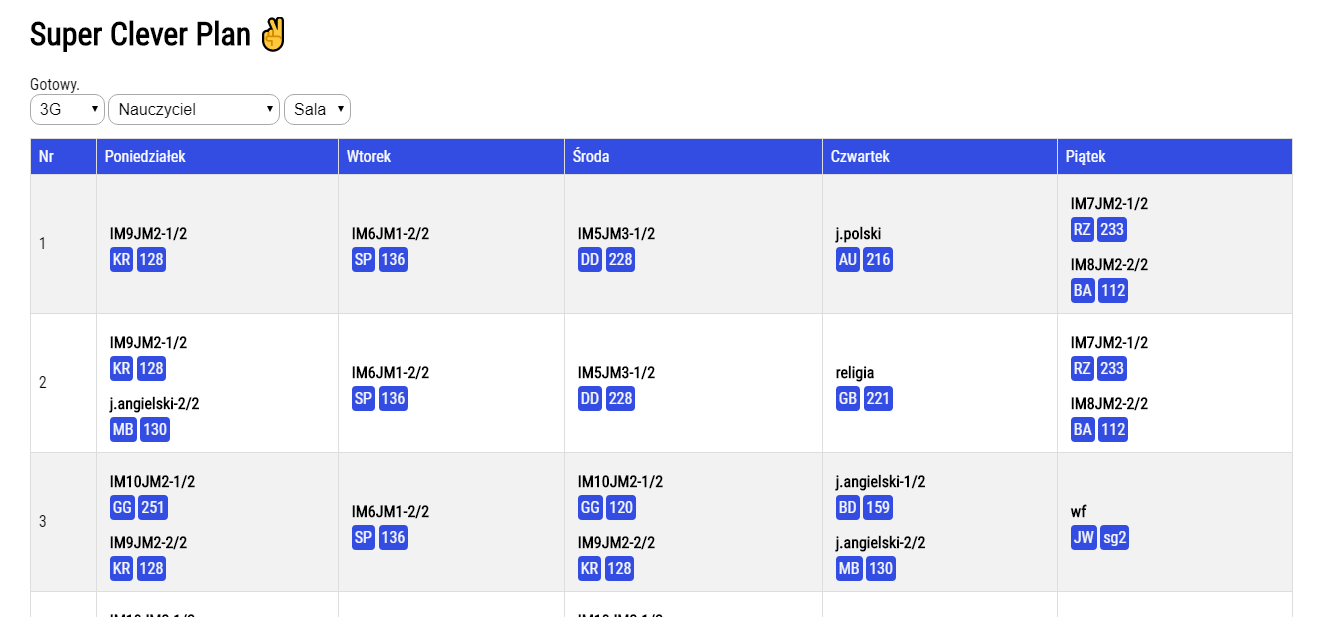 Super Clever Plan ✌
Gotowy.
3G Nauczyciel Sala
Nr Poniedziałek Wtorek Środa Czwartek Piątek
1
IM9JM2-1/2
KR 128
IM6JM1-2/2
SP 136
IM5JM3-1/2
DD 228
j.polski
AU 216
IM7JM2-1/2
RZ 233
IM8JM2-2/2
BA 112
2
IM9JM2-1/2
KR 128
j.angielski-2/2
MB 130
IM6JM1-2/2
SP 136
IM5JM3-1/2
DD 228
religia
GB 221
IM7JM2-1/2
RZ 233
IM8JM2-2/2
BA 112
3
IM10JM2-1/2
GG 251
IM9JM2-2/2
KR 128
IM6JM1-2/2
SP 136
IM10JM2-1/2
GG 120
IM9JM2-2/2
KR 128
j.angielski-1/2
BD 159
j.angielski-2/2
MB 130
wf
JW sg2